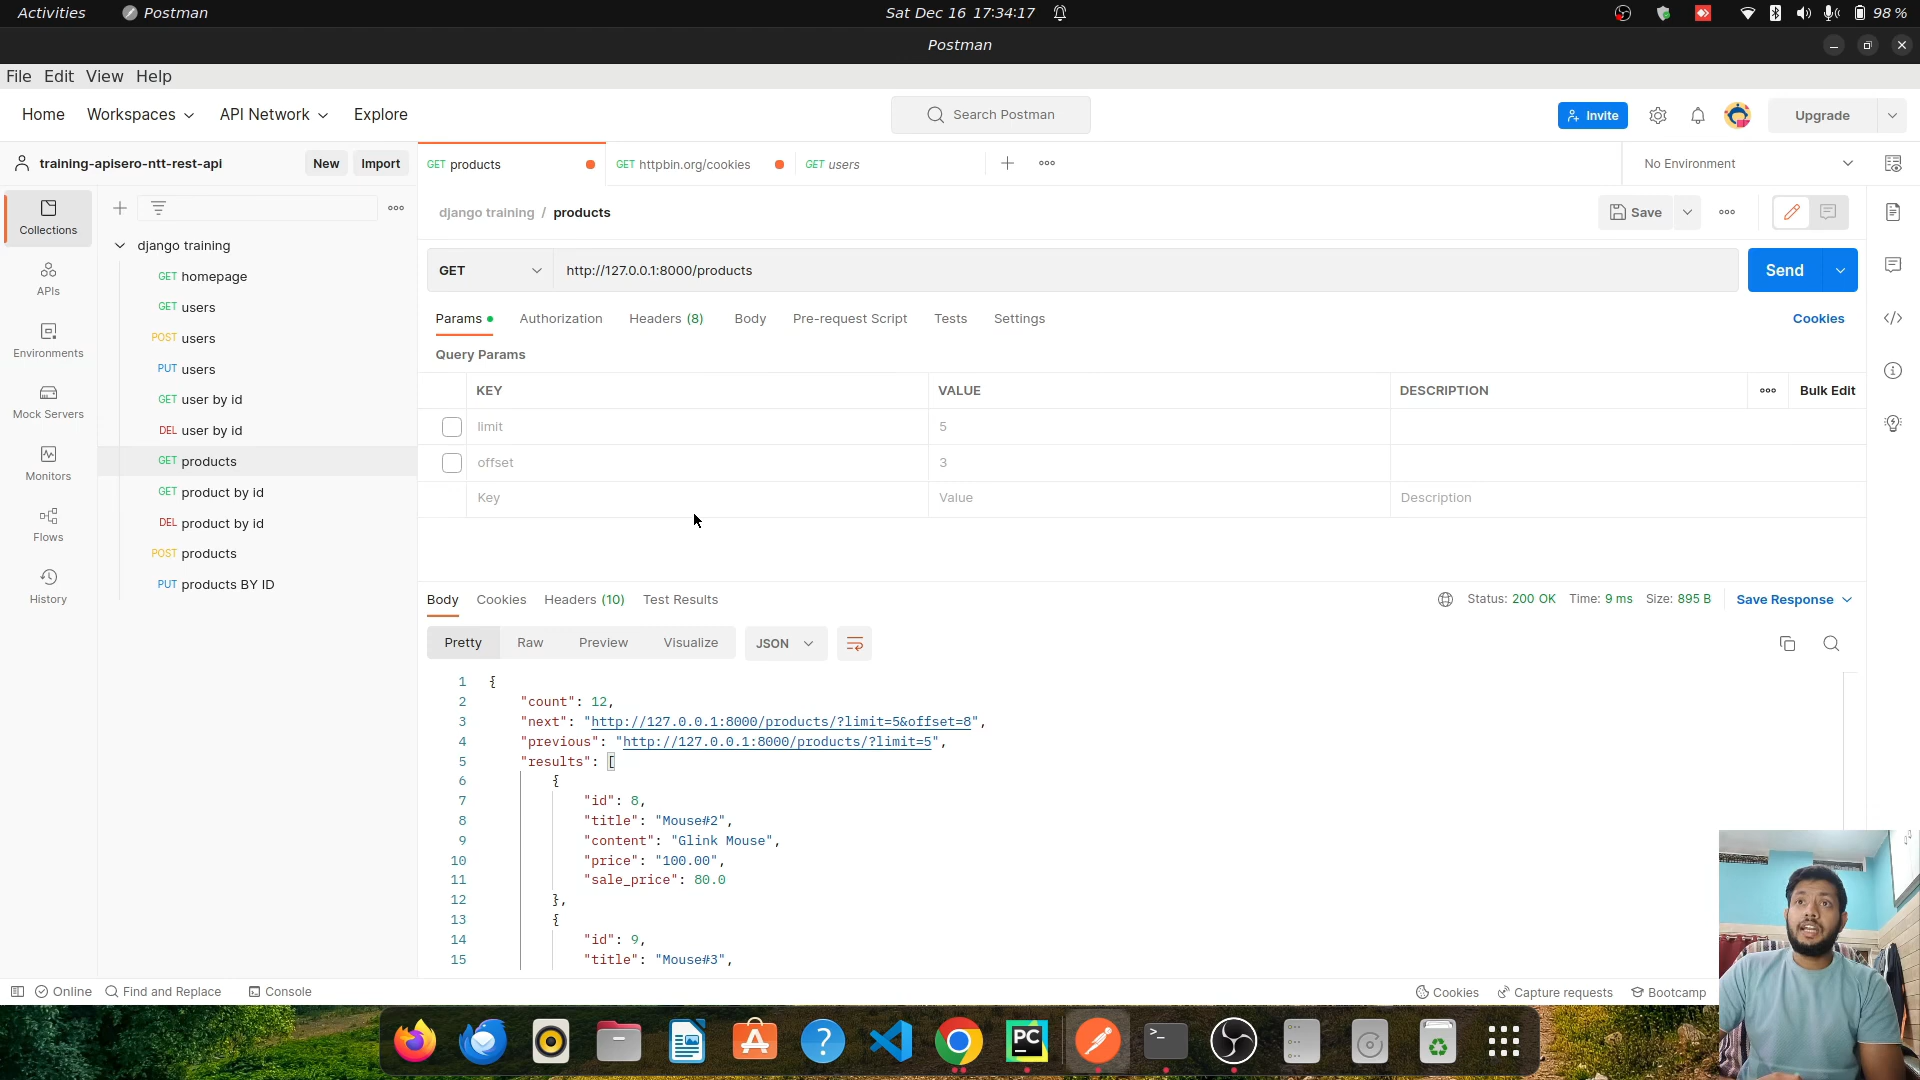 Activities
Postman
Sat Dec 16 17:34:17
98 %
Postman
File Edit View Help
Home Workspaces API Network Explore
Search Postman
Invite
Upgrade
training-apisero-ntt-rest-api
New Import
GET products
GET httpbin.org/cookies
GET users
No Environment
Collections
APIs
Environments
Mock Servers
Monitors
Flows
History
django training
GET homepage
GET users
POST users
PUT users
GET user by id
DEL user by id
GET products
GET product by id
DEL product by id
POST products
PUT products BY ID
django training / products
Save
GET http://127.0.0.1:8000/products
Send
Params Authorization Headers (8) Body Pre-request Script Tests Settings
Cookies
Query Params
KEY VALUE DESCRIPTION
Bulk Edit
limit 5
offset 3
Key Value Description
Body Cookies Headers (10) Test Results
Status: 200 OK Time: 9 ms Size: 895 B
Save Response
Pretty Raw Preview Visualize
JSON
1 {
2 "count": 12,
3 "next": "http://127.0.0.1:8000/products/?limit=5&offset=8",
4 "previous": "http://127.0.0.1:8000/products/?limit=5",
5 "results": [
6 {
7 "id": 8,
8 "title": "Mouse#2",
9 "content": "Glink Mouse",
10 "price": "100.00",
11 "sale_price": 80.0
12 },
13 {
14 "id": 9,
15 "title": "Mouse#3",
Online Find and Replace Console
Cookies Capture requests Bootcamp
PC